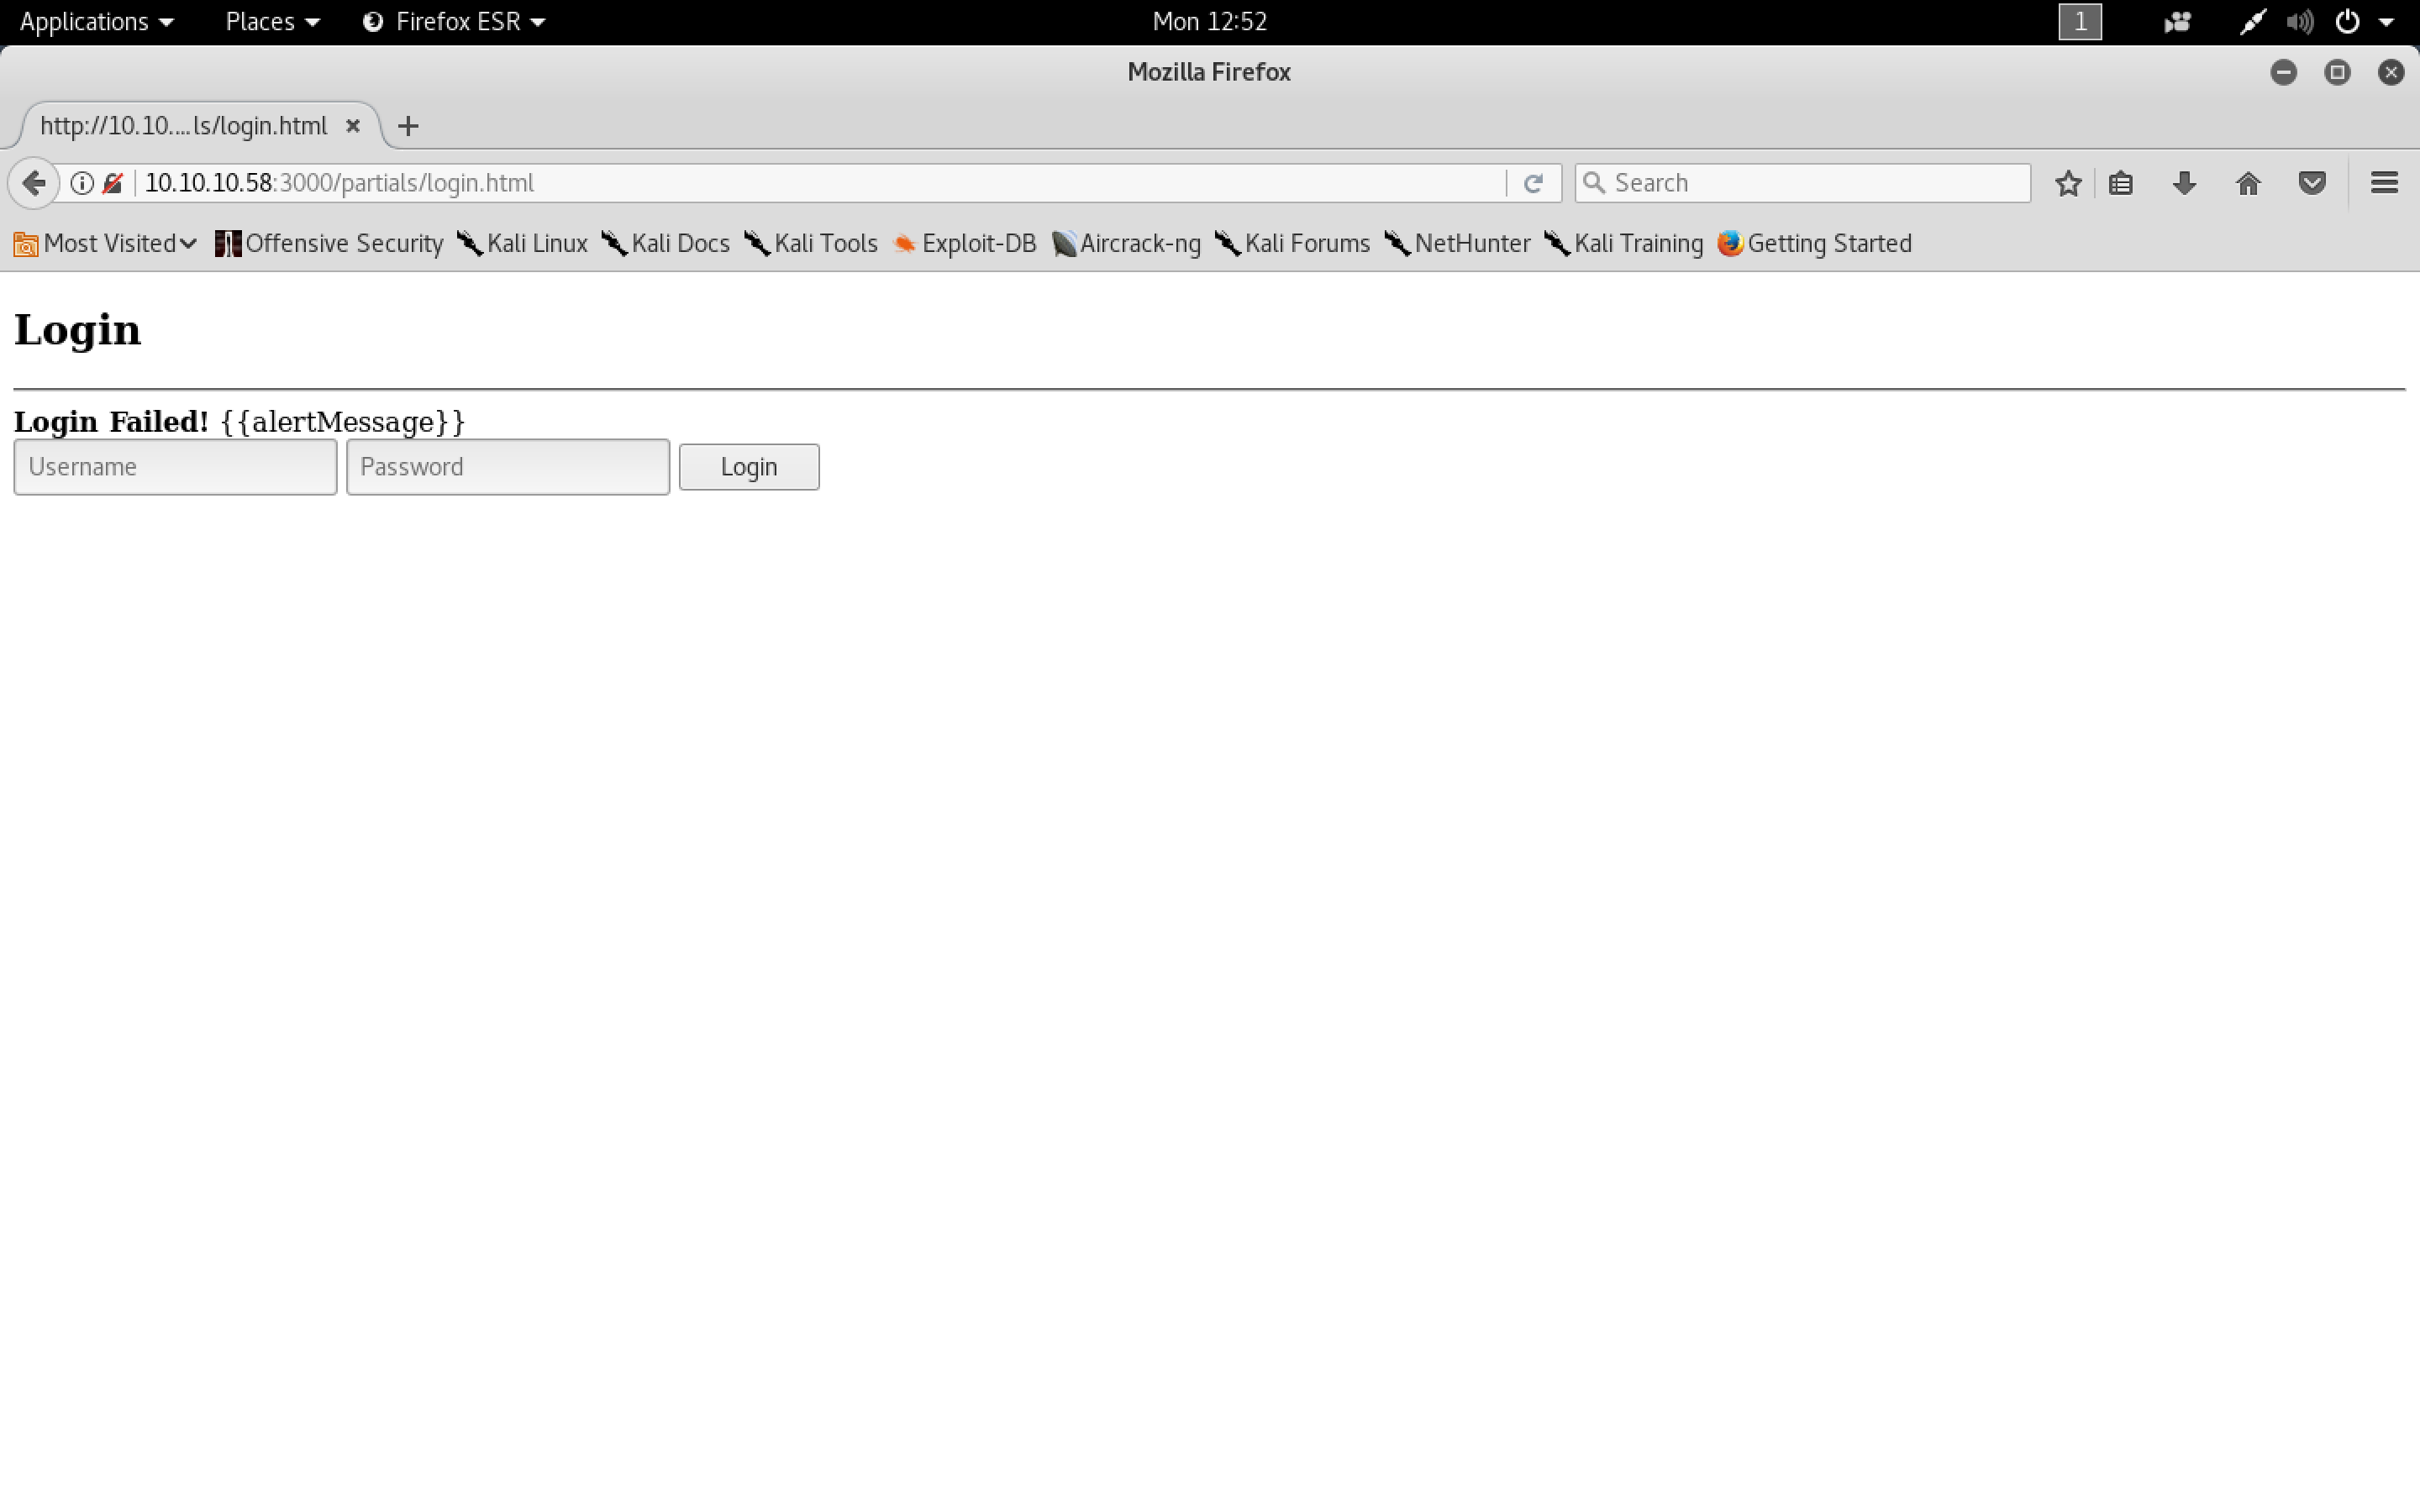 Applications Places Firefox ESR Mon 12:52 1
Mozilla Firefox
http://10.10....ls/login.html
10.10.10.58:3000/partials/login.html Search
Most Visited Offensive Security Kali Linux Kali Docs Kali Tools Exploit-DB Aircrack-ng Kali Forums NetHunter Kali Training Getting Started
Login
Login Failed! {{alertMessage}}
Username Password Login